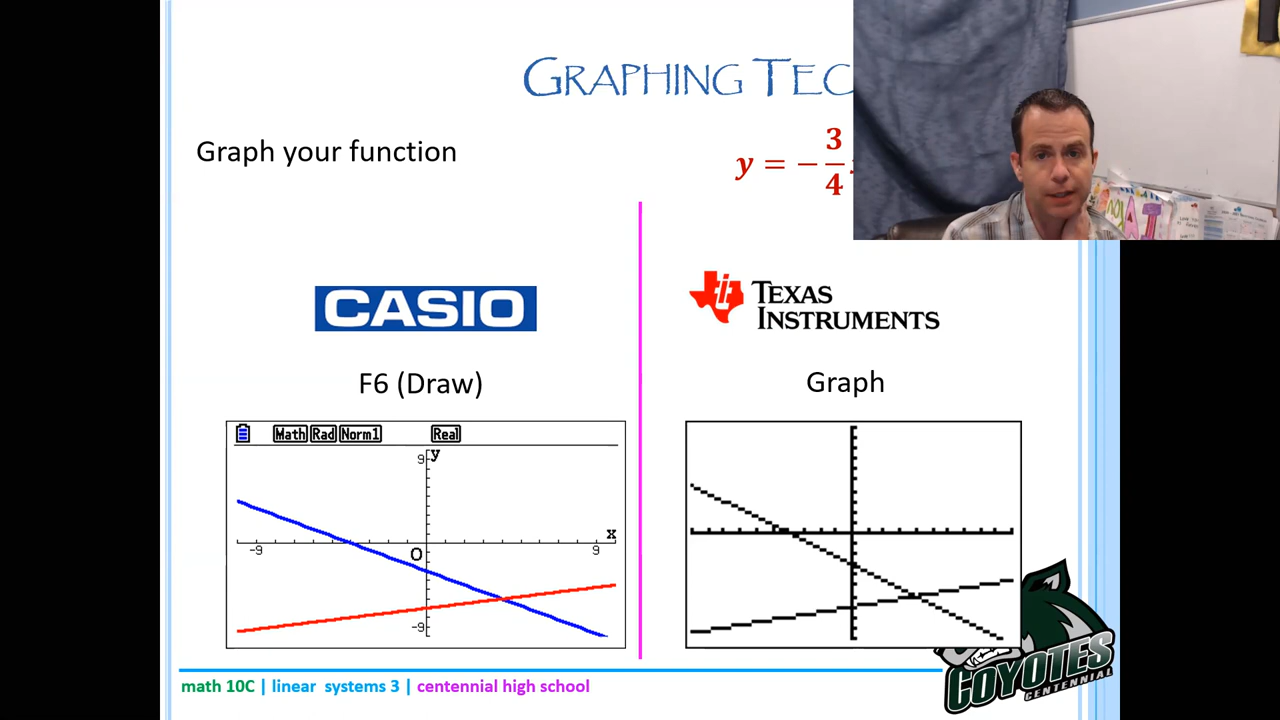 GRAPHING TEC
Graph your function
y = -3/4
CASIO
TEXAS
INSTRUMENTS
F6 (Draw)
Graph
Math Rad Norm1 Real
9 y
x
-9 O 9
-9
math 10C | linear systems 3 | centennial high school
COYOTES
CENTENNIAL